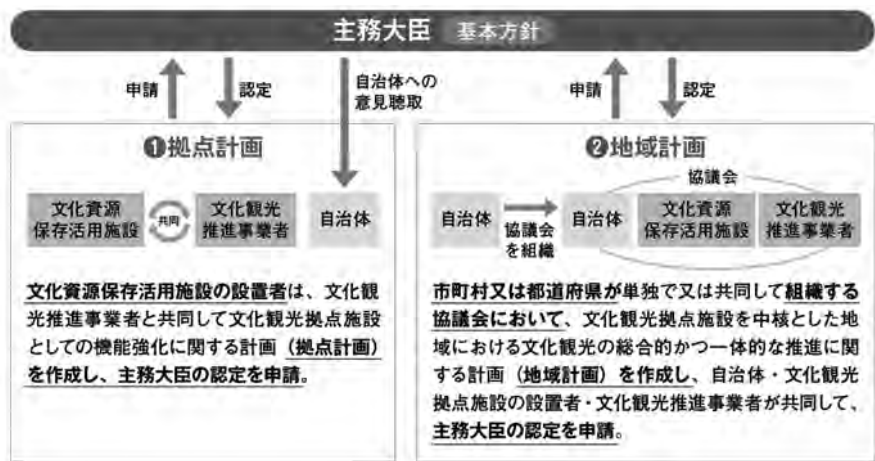 主務大臣 基本方針
申請
認定
自治体への
意見聴取
申請
認定
❶拠点計画
文化資源
保存活用施設
共同
文化観光
推進事業者
自治体
文化資源保存活用施設の設置者は、文化観
光推進事業者と共同して文化観光拠点施設
としての機能強化に関する計画（拠点計画）
を作成し、主務大臣の認定を申請。
❷地域計画
協議会
自治体
協議会
を組織
自治体
文化資源
保存活用施設
文化観光
推進事業者
市町村又は都道府県が単独で又は共同して組織する
協議会において、文化観光拠点施設を中核とした地
域における文化観光の総合的かつ一体的な推進に関
する計画（地域計画）を作成し、自治体・文化観光
拠点施設の設置者・文化観光推進事業者が共同して、
主務大臣の認定を申請。